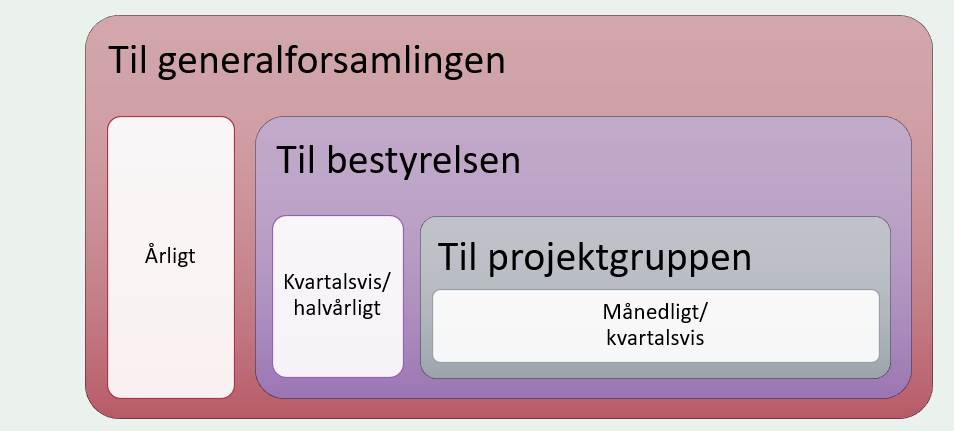 Til generalforsamlingen
Årligt
Til bestyrelsen
Kvartalsvis/
halvårligt
Til projektgruppen
Månedligt/
kvartalsvis